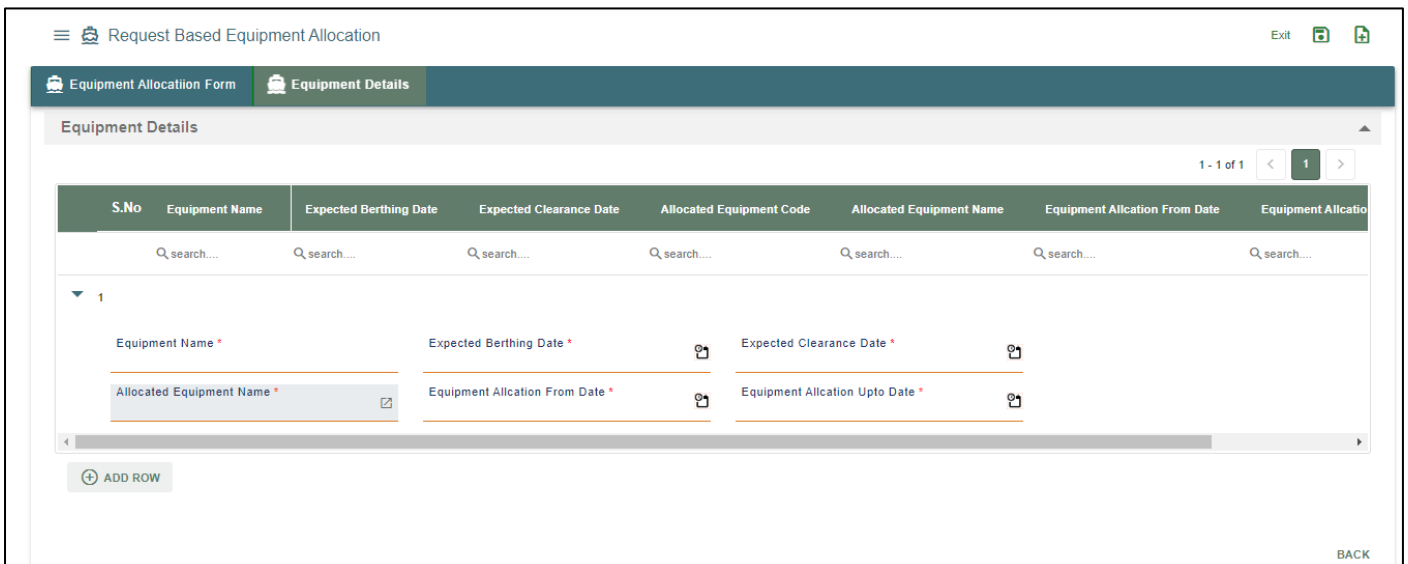 Request Based Equipment Allocation Exit
Equipment Allocatiion Form Equipment Details
Equipment Details
1 - 1 of 1 < 1 >
S.No Equipment Name Expected Berthing Date Expected Clearance Date Allocated Equipment Code Allocated Equipment Name Equipment Allcation From Date Equipment Allcatio
search.... search.... search.... search.... search.... search.... search....
1
Equipment Name * Expected Berthing Date * Expected Clearance Date *
Allocated Equipment Name * Equipment Allcation From Date * Equipment Allcation Upto Date *
ADD ROW
BACK